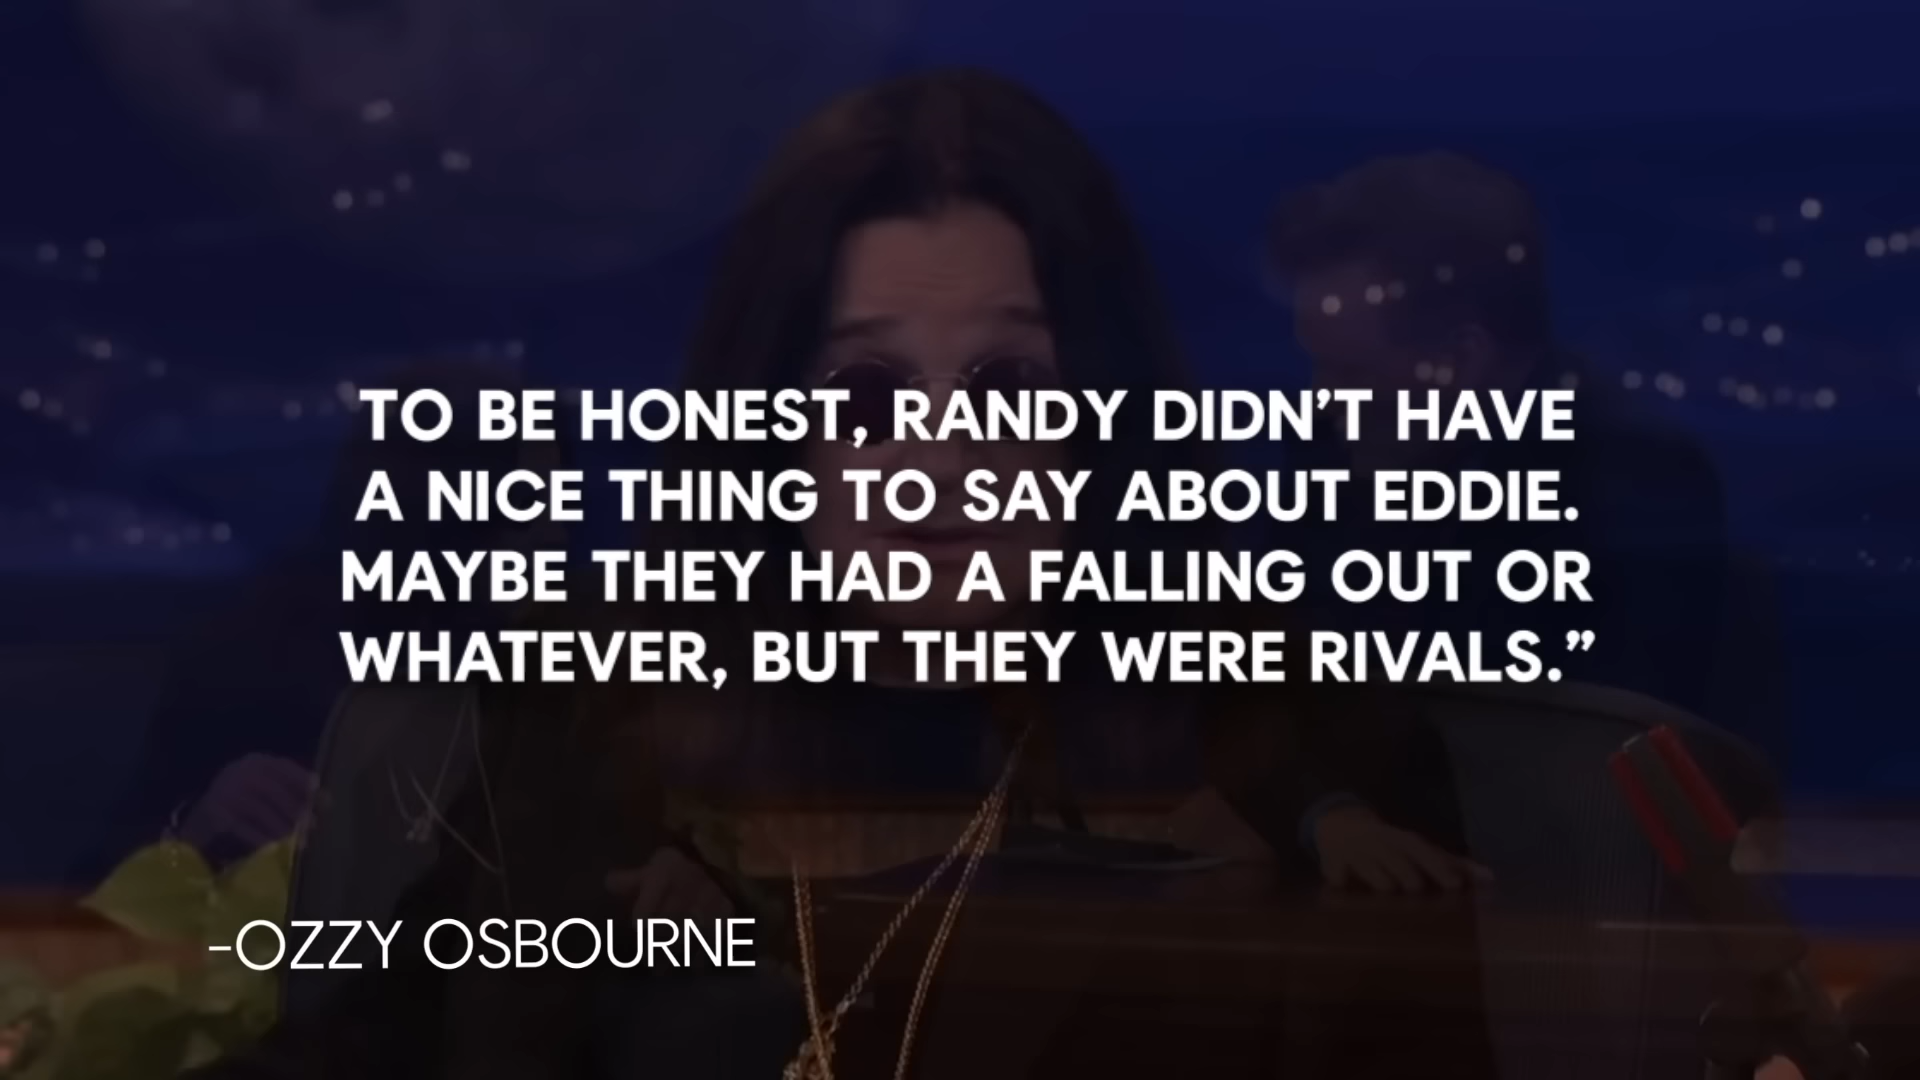 TO BE HONEST, RANDY DIDN’T HAVE
A NICE THING TO SAY ABOUT EDDIE.
MAYBE THEY HAD A FALLING OUT OR
WHATEVER, BUT THEY WERE RIVALS.”
-OZZY OSBOURNE